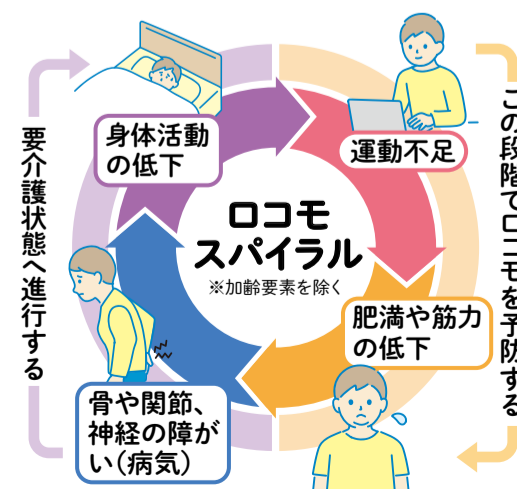 ロコモ
スパイラル
※加齢要素を除く
運動不足
肥満や筋力
の低下
骨や関節、
神経の障が
い(病気)
身体活動
の低下
この段階でロコモを予防する
要介護状態へ進行する